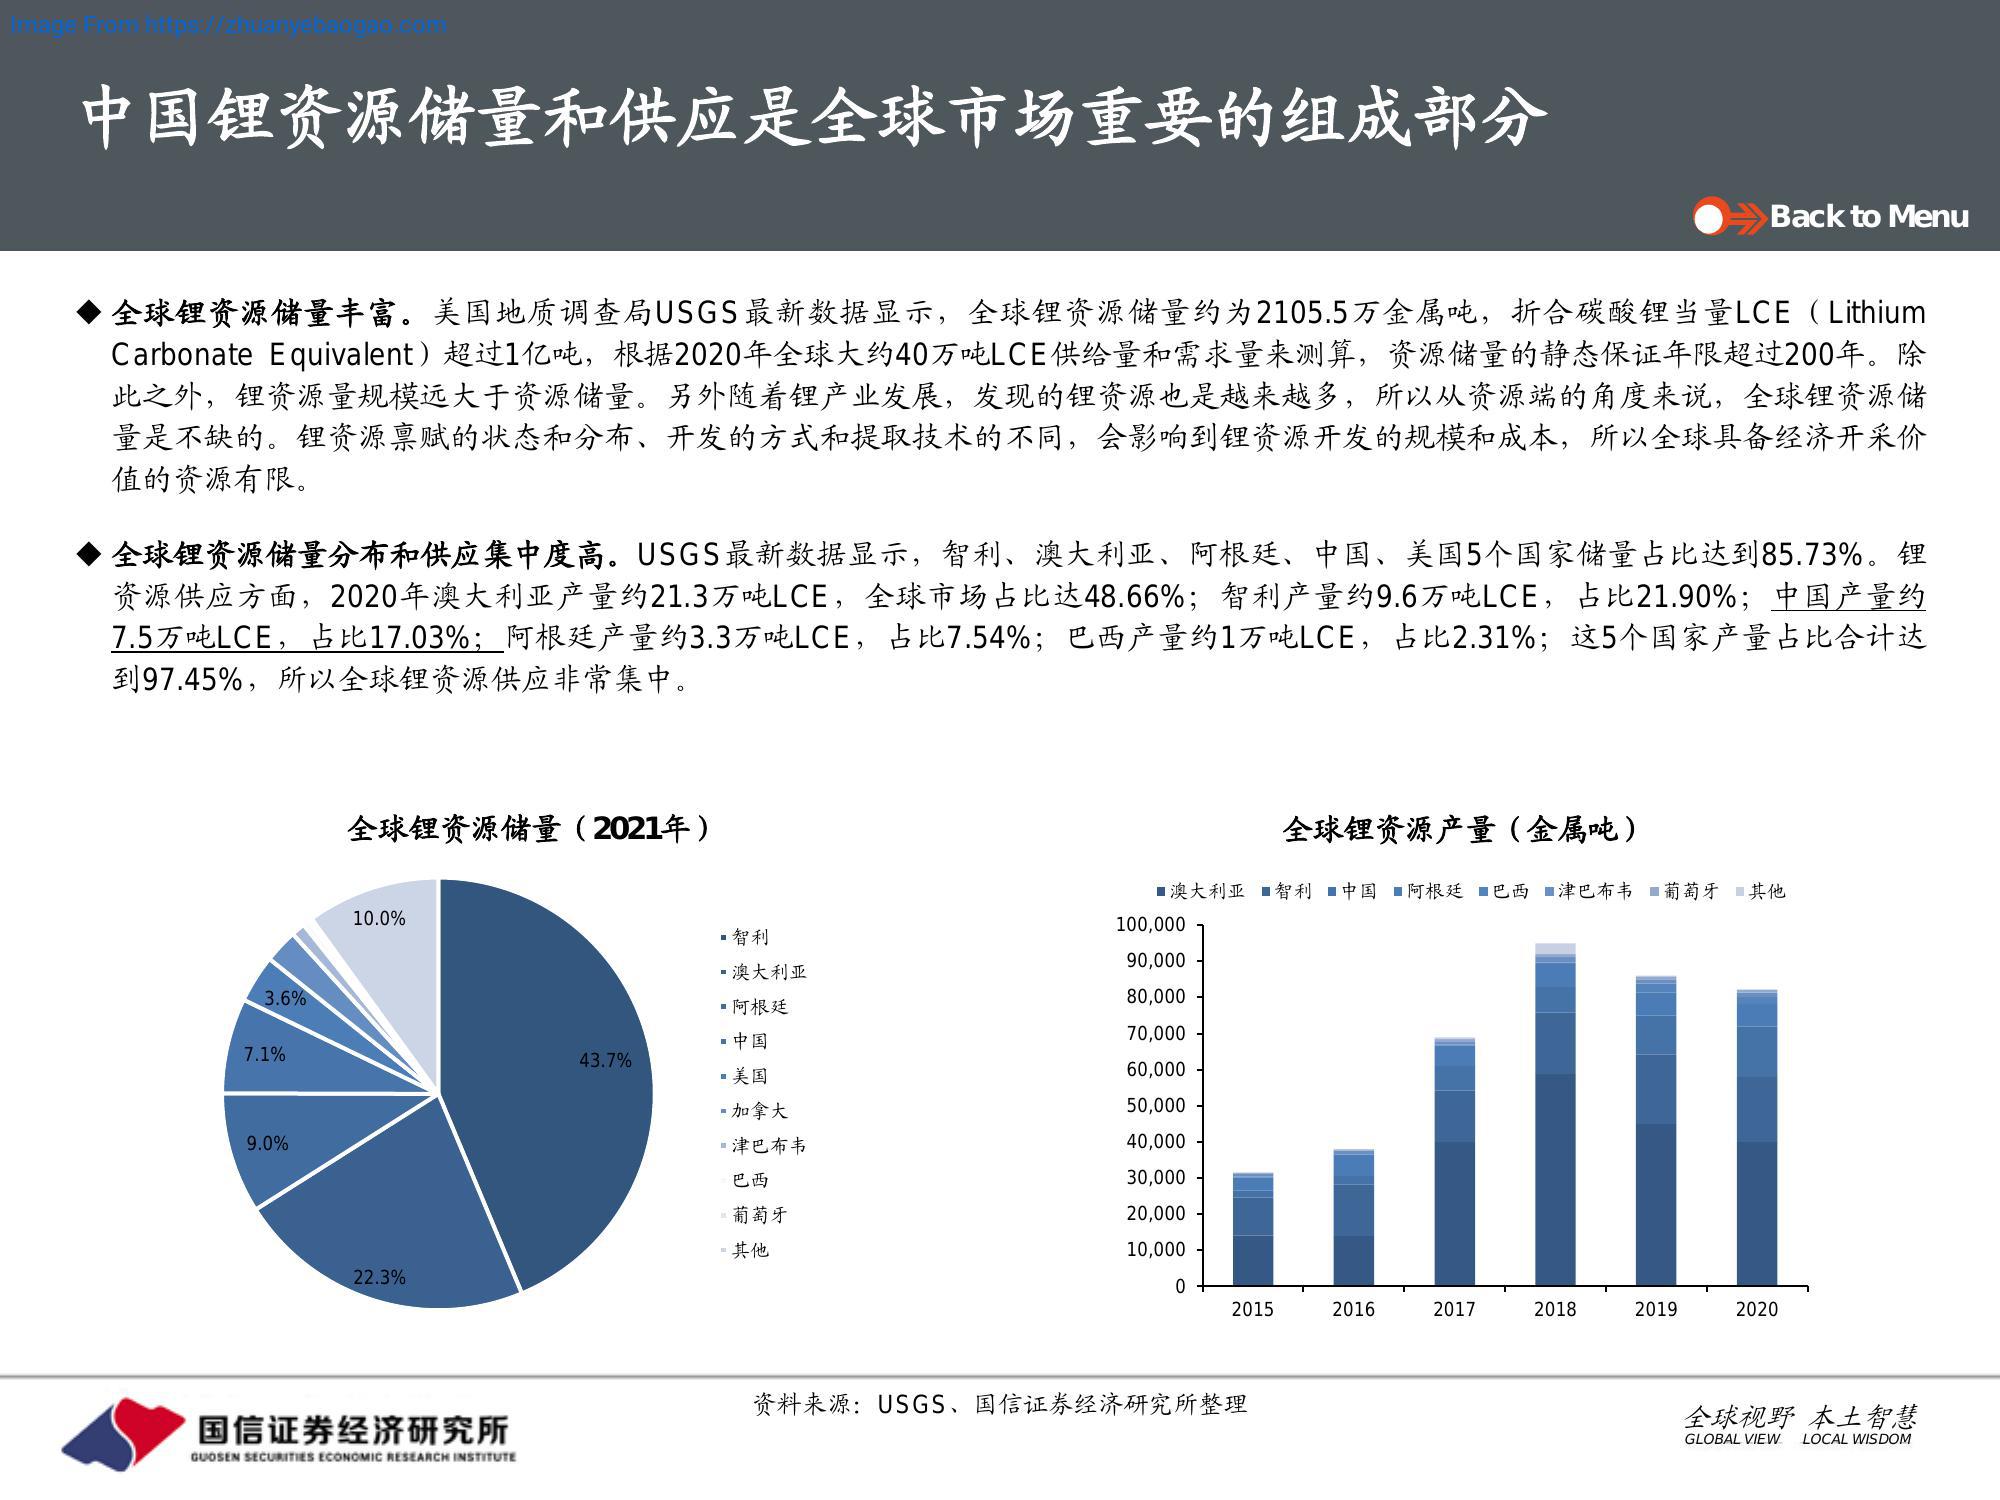 Image From https://zhuanyebaogao.com
中国锂资源储量和供应是全球市场重要的组成部分
Back to Menu
◆ 全球锂资源储量丰富。美国地质调查局USGS最新数据显示，全球锂资源储量约为2105.5万金属吨，折合碳酸锂当量LCE（Lithium
Carbonate Equivalent）超过1亿吨，根据2020年全球大约40万吨LCE供给量和需求量来测算，资源储量的静态保证年限超过200年。除
此之外，锂资源量规模远大于资源储量。另外随着锂产业发展，发现的锂资源也是越来越多，所以从资源端的角度来说，全球锂资源储
量是不缺的。锂资源禀赋的状态和分布、开发的方式和提取技术的不同，会影响到锂资源开发的规模和成本，所以全球具备经济开采价
值的资源有限。
◆ 全球锂资源储量分布和供应集中度高。USGS最新数据显示，智利、澳大利亚、阿根廷、中国、美国5个国家储量占比达到85.73%。锂
资源供应方面，2020年澳大利亚产量约21.3万吨LCE，全球市场占比达48.66%；智利产量约9.6万吨LCE，占比21.90%；中国产量约
7.5万吨LCE，占比17.03%；阿根廷产量约3.3万吨LCE，占比7.54%；巴西产量约1万吨LCE，占比2.31%；这5个国家产量占比合计达
到97.45%，所以全球锂资源供应非常集中。
全球锂资源储量（2021年）
10.0%
3.6%
7.1%
43.7%
9.0%
22.3%
智利
澳大利亚
阿根廷
中国
美国
加拿大
津巴布韦
巴西
葡萄牙
其他
全球锂资源产量（金属吨）
澳大利亚 智利 中国 阿根廷 巴西 津巴布韦 葡萄牙 其他
100,000
90,000
80,000
70,000
60,000
50,000
40,000
30,000
20,000
10,000
0
2015 2016 2017 2018 2019 2020
资料来源：USGS、国信证券经济研究所整理
国信证券经济研究所
GUOSEN SECURITIES ECONOMIC RESEARCH INSTITUTE
全球视野 本土智慧
GLOBAL VIEW LOCAL WISDOM